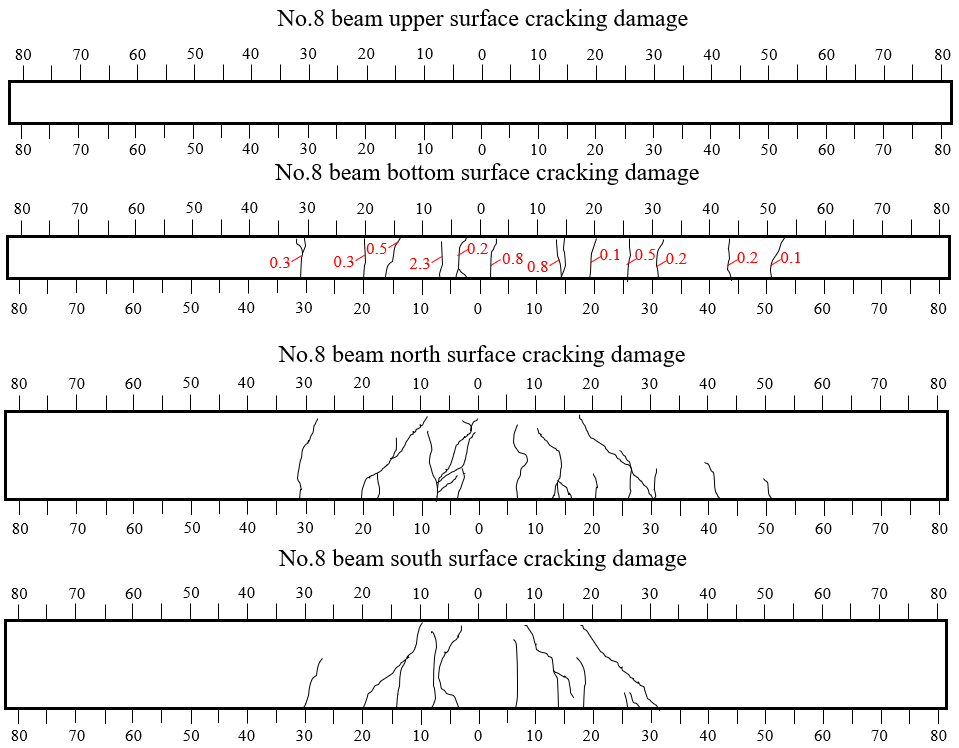 No.8 beam upper surface cracking damage
80 70 60 50 40 30 20 10 0 10 20 30 40 50 60 70 80
80 70 60 50 40 30 20 10 0 10 20 30 40 50 60 70 80
No.8 beam bottom surface cracking damage
80 70 60 50 40 30 20 10 0 10 20 30 40 50 60 70 80
0.3 0.3 0.5 2.3 0.2 0.8 0.8 0.1 0.5 0.2 0.2 0.1
80 70 60 50 40 30 20 10 0 10 20 30 40 50 60 70 80
No.8 beam north surface cracking damage
80 70 60 50 40 30 20 10 0 10 20 30 40 50 60 70 80
80 70 60 50 40 30 20 10 0 10 20 30 40 50 60 70 80
No.8 beam south surface cracking damage
80 70 60 50 40 30 20 10 0 10 20 30 40 50 60 70 80
80 70 60 50 40 30 20 10 0 10 20 30 40 50 60 70 80